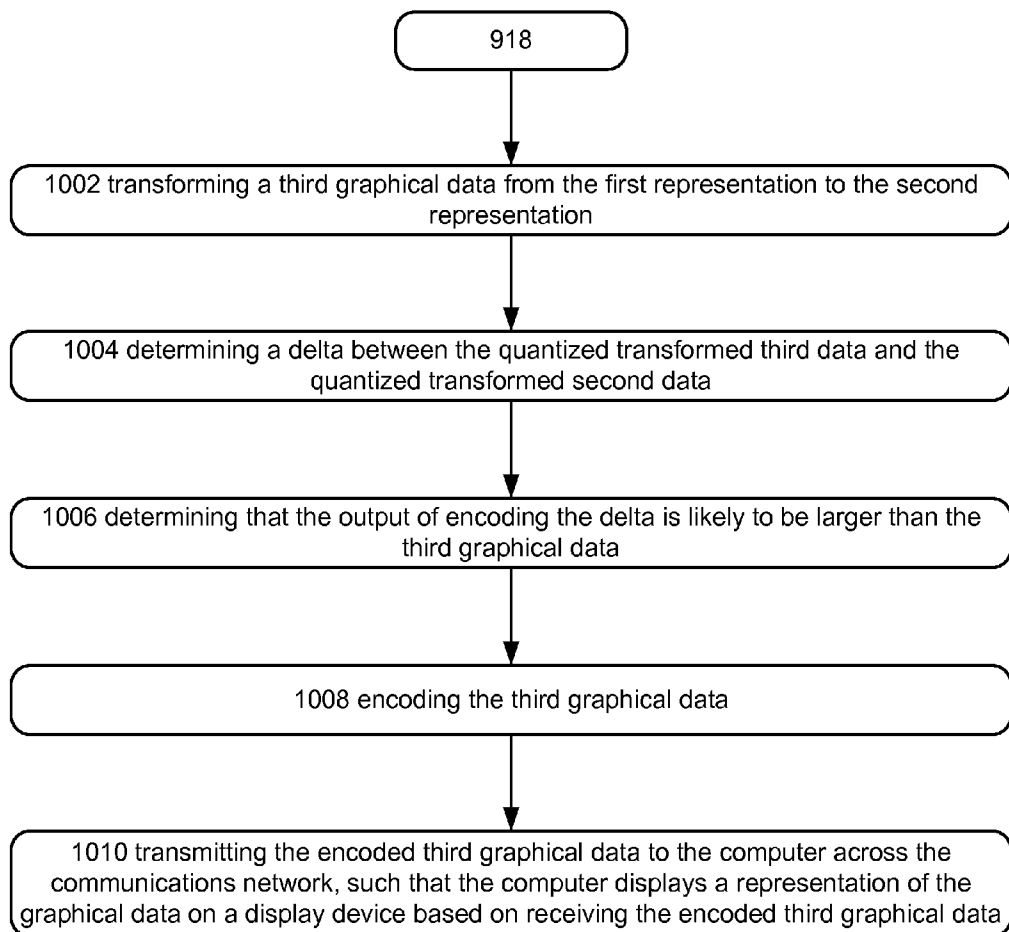 918
1002 transforming a third graphical data from the first representation to the second
representation
1004 determining a delta between the quantized transformed third data and the
quantized transformed second data
1006 determining that the output of encoding the delta is likely to be larger than the
third graphical data
1008 encoding the third graphical data
1010 transmitting the encoded third graphical data to the computer across the
communications network, such that the computer displays a representation of the
graphical data on a display device based on receiving the encoded third graphical data